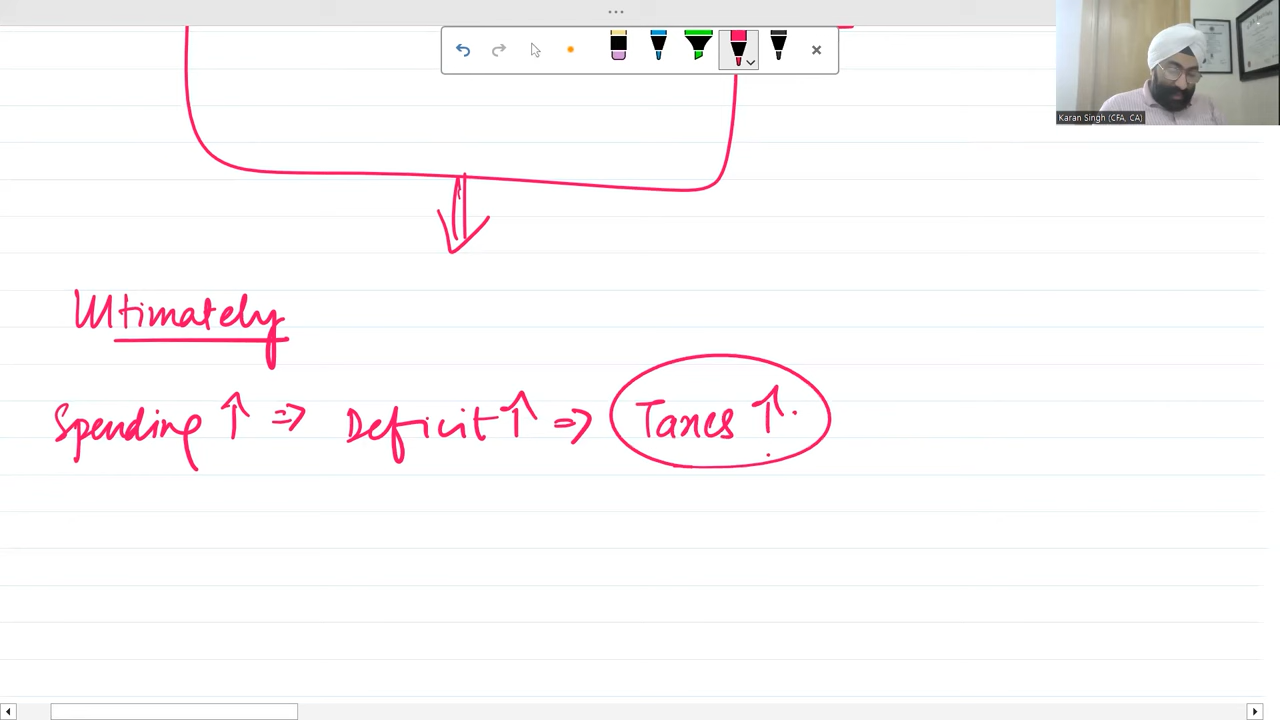 Karan Singh (CFA, CA)
Ultimately
Spending ↑ => Deficit ↑ => Taxes ↑.